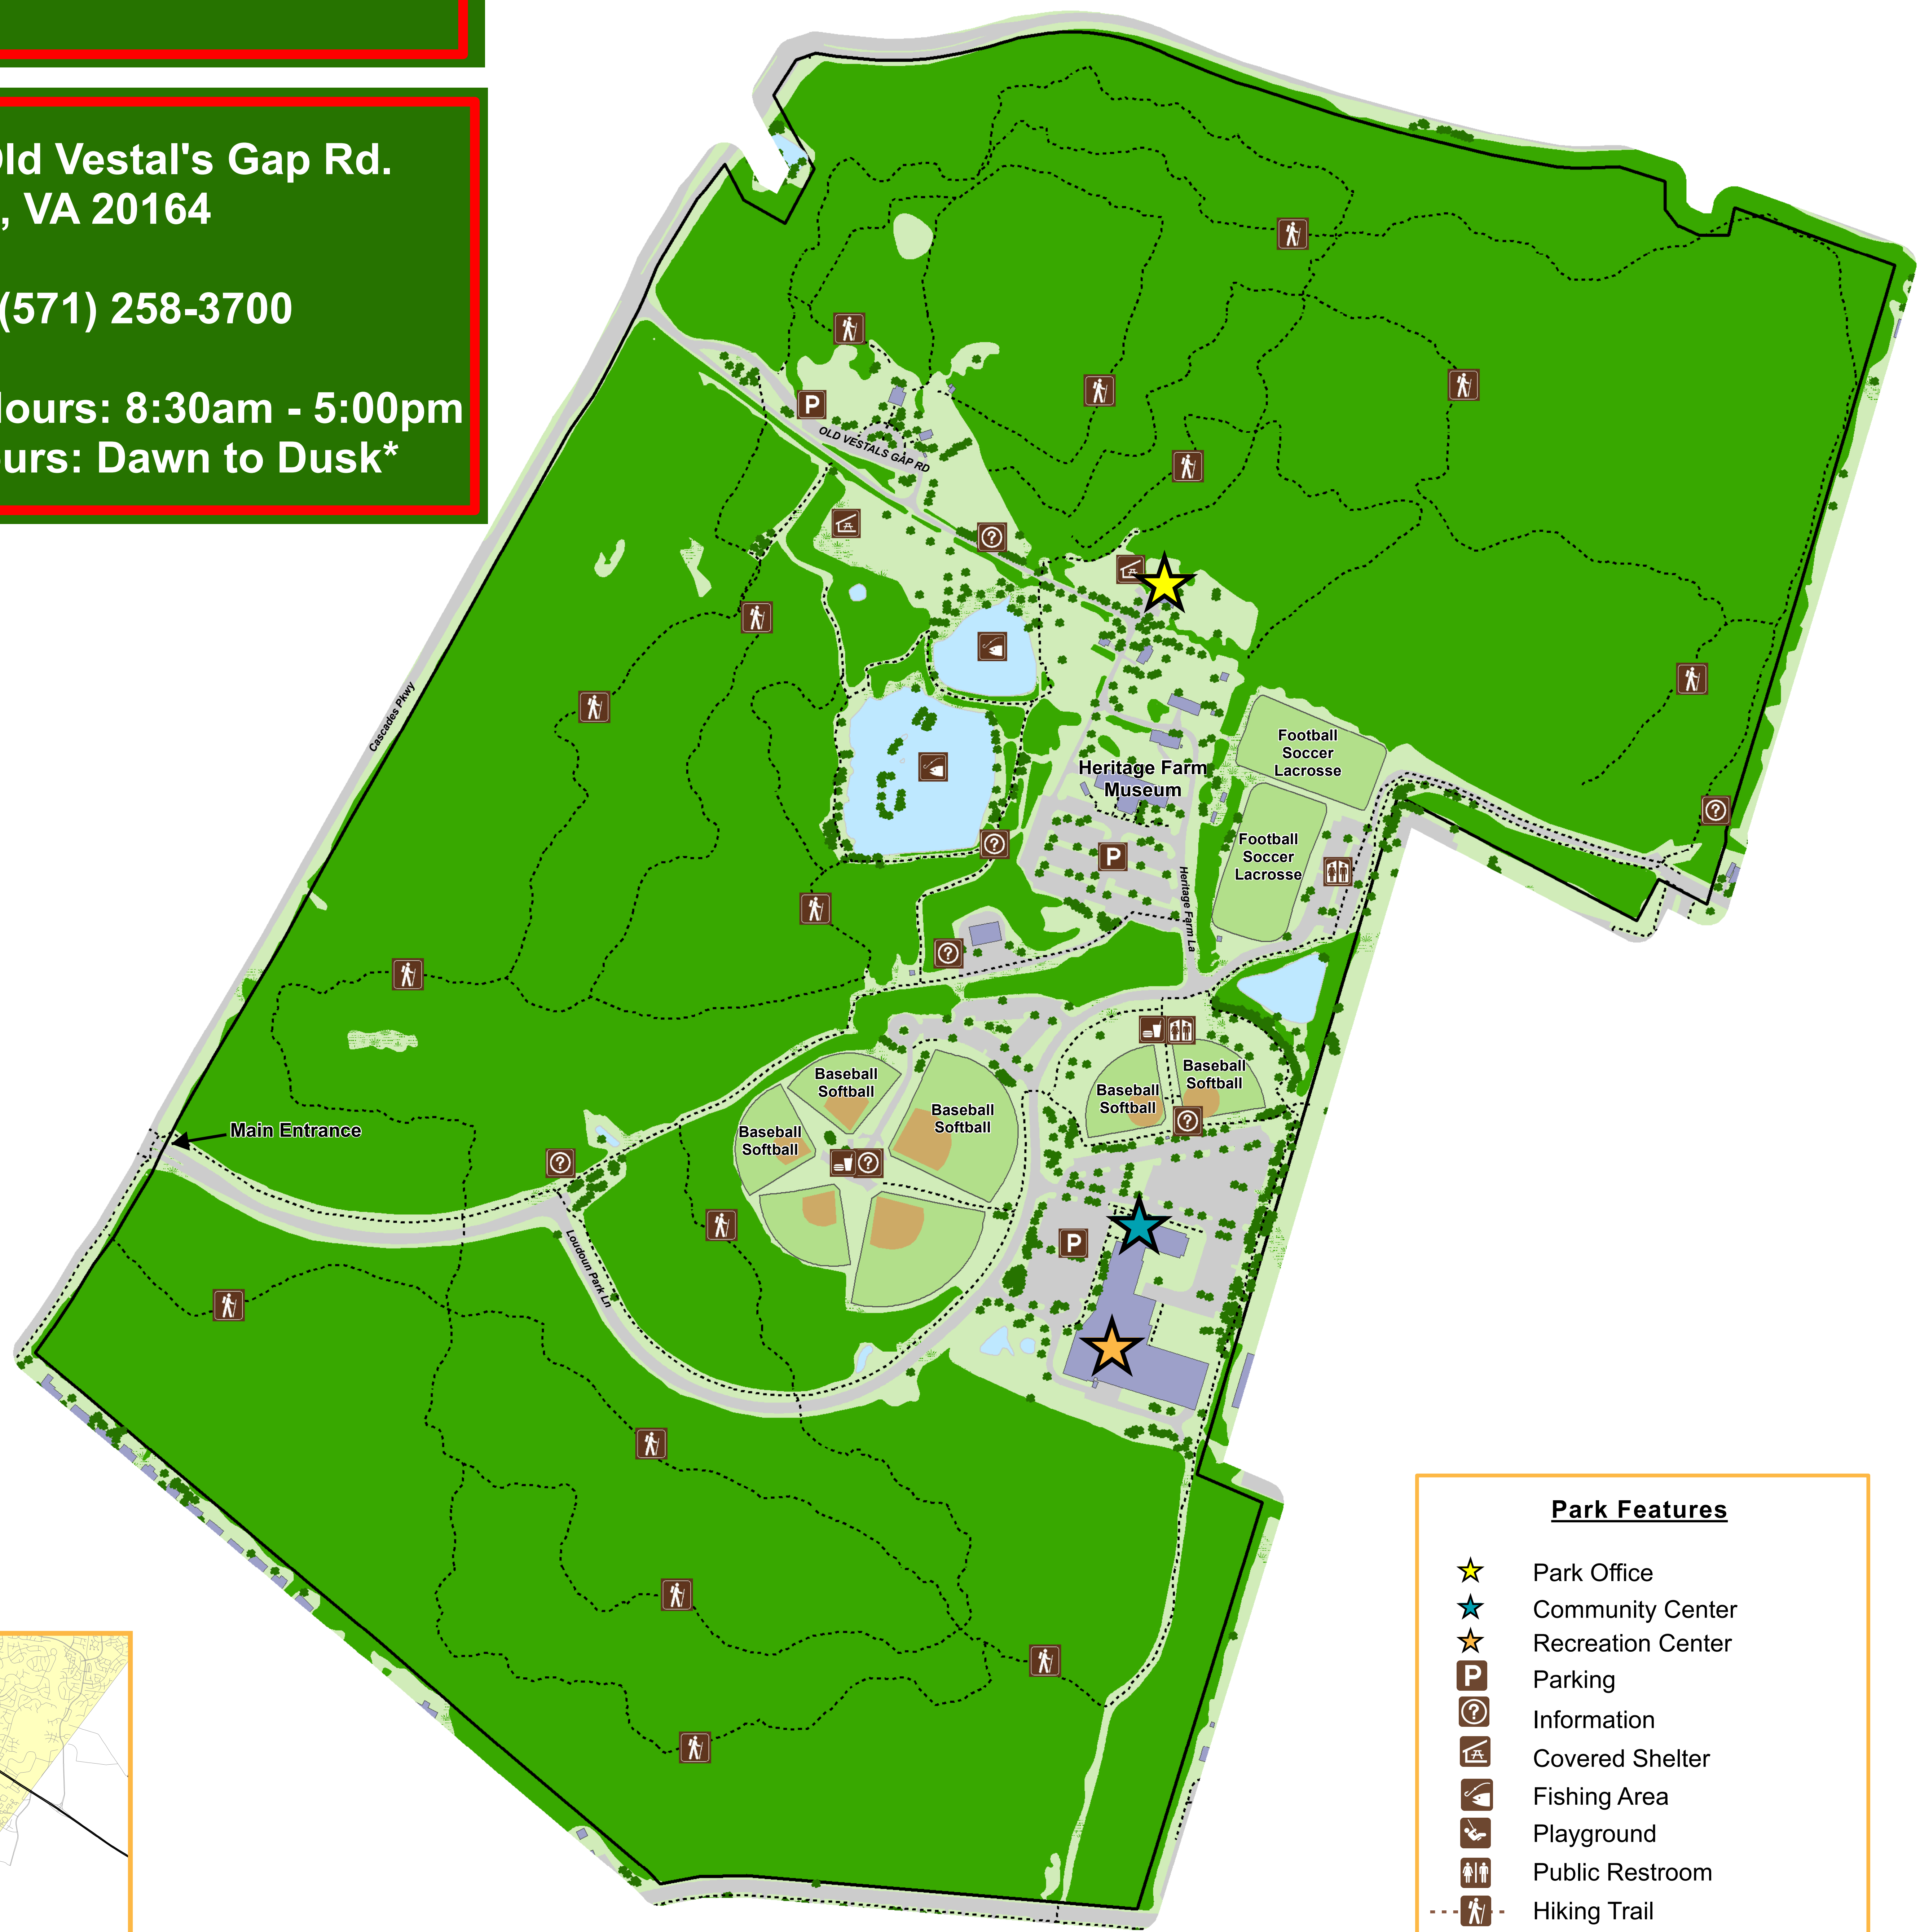 Old Vestal's Gap Rd.
, VA 20164
(571) 258-3700
Hours: 8:30am - 5:00pm
urs: Dawn to Dusk*
P
OLD VESTALS GAP RD
?
Cascades Pkwy
Football
Soccer
Lacrosse
Heritage Farm
Museum
?
Football
Soccer
Lacrosse
?
P
Heritage Farm La
?
Baseball
Softball
Baseball
Softball
Baseball
Softball
Baseball
Softball
Baseball
Softball
?
Main Entrance
?
?
P
Loudoun Park Ln
Park Features
Park Office
Community Center
Recreation Center
P Parking
? Information
Covered Shelter
Fishing Area
Playground
Public Restroom
Hiking Trail